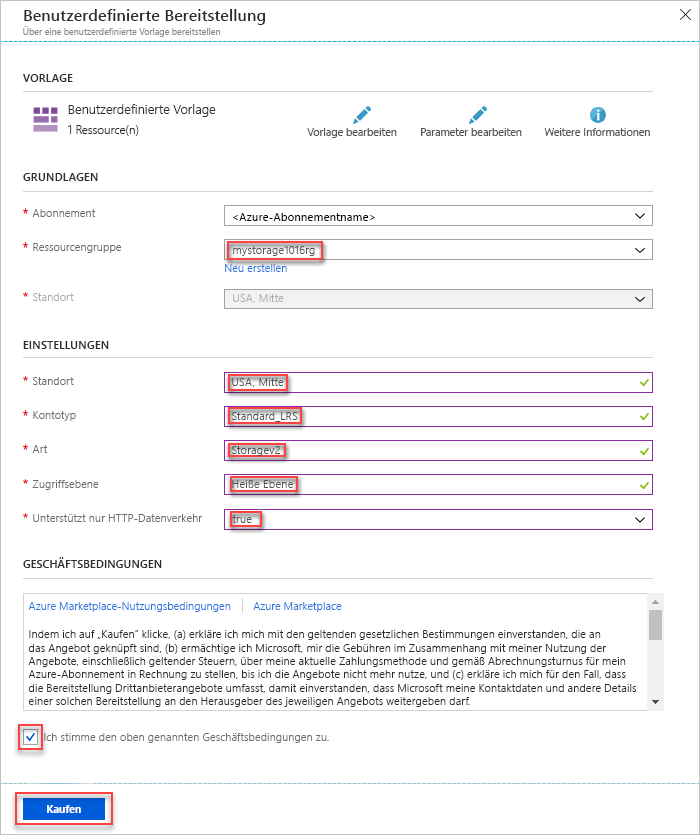 Benutzerdefinierte Bereitstellung
Über eine benutzerdefinierte Vorlage bereitstellen
VORLAGE
Benutzerdefinierte Vorlage
1 Ressource(n)
Vorlage bearbeiten
Parameter bearbeiten
Weitere Informationen
GRUNDLAGEN
* Abonnement
<Azure-Abonnementname>
* Ressourcengruppe
mystorage1016rg
Neu erstellen
* Standort
USA, Mitte
EINSTELLUNGEN
* Standort
USA, Mitte
* Kontotyp
Standard_LRS
* Art
Storagev2
* Zugriffsebene
Heiße Ebene
* Unterstützt nur HTTP-Datenverkehr
true
GESCHÄFTSBEDINGUNGEN
Azure Marketplace-Nutzungsbedingungen | Azure Marketplace
Indem ich auf „Kaufen“ klicke, (a) erkläre ich mich mit den geltenden gesetzlichen Bestimmungen einverstanden, die an
das Angebot geknüpft sind, (b) ermächtige ich Microsoft, mir die Gebühren im Zusammenhang mit meiner Nutzung der
Angebote, einschließlich geltender Steuern, über meine aktuelle Zahlungsmethode und gemäß Abrechnungsturnus für mein
Azure-Abonnement in Rechnung zu stellen, bis ich die Angebote nicht mehr nutze, und (c) erkläre ich mich für den Fall, dass
die Bereitstellung Drittanbieterangebote umfasst, damit einverstanden, dass Microsoft meine Kontaktdaten und andere Details
einer solchen Bereitstellung an den Herausgeber des jeweiligen Angebots weitergeben darf.
Ich stimme den oben genannten Geschäftsbedingungen zu.
Kaufen